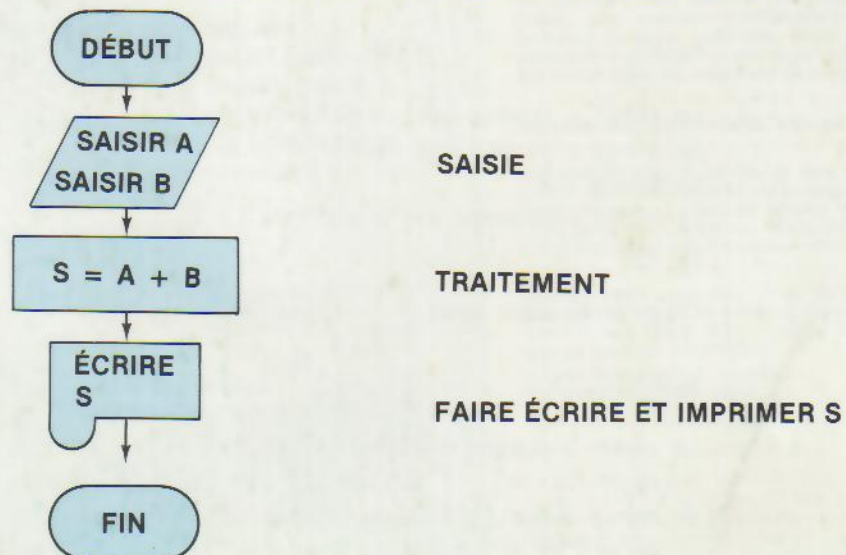 DÉBUT
SAISIR A
SAISIR B
SAISIE
S = A + B
TRAITEMENT
ÉCRIRE
S
FAIRE ÉCRIRE ET IMPRIMER S
FIN